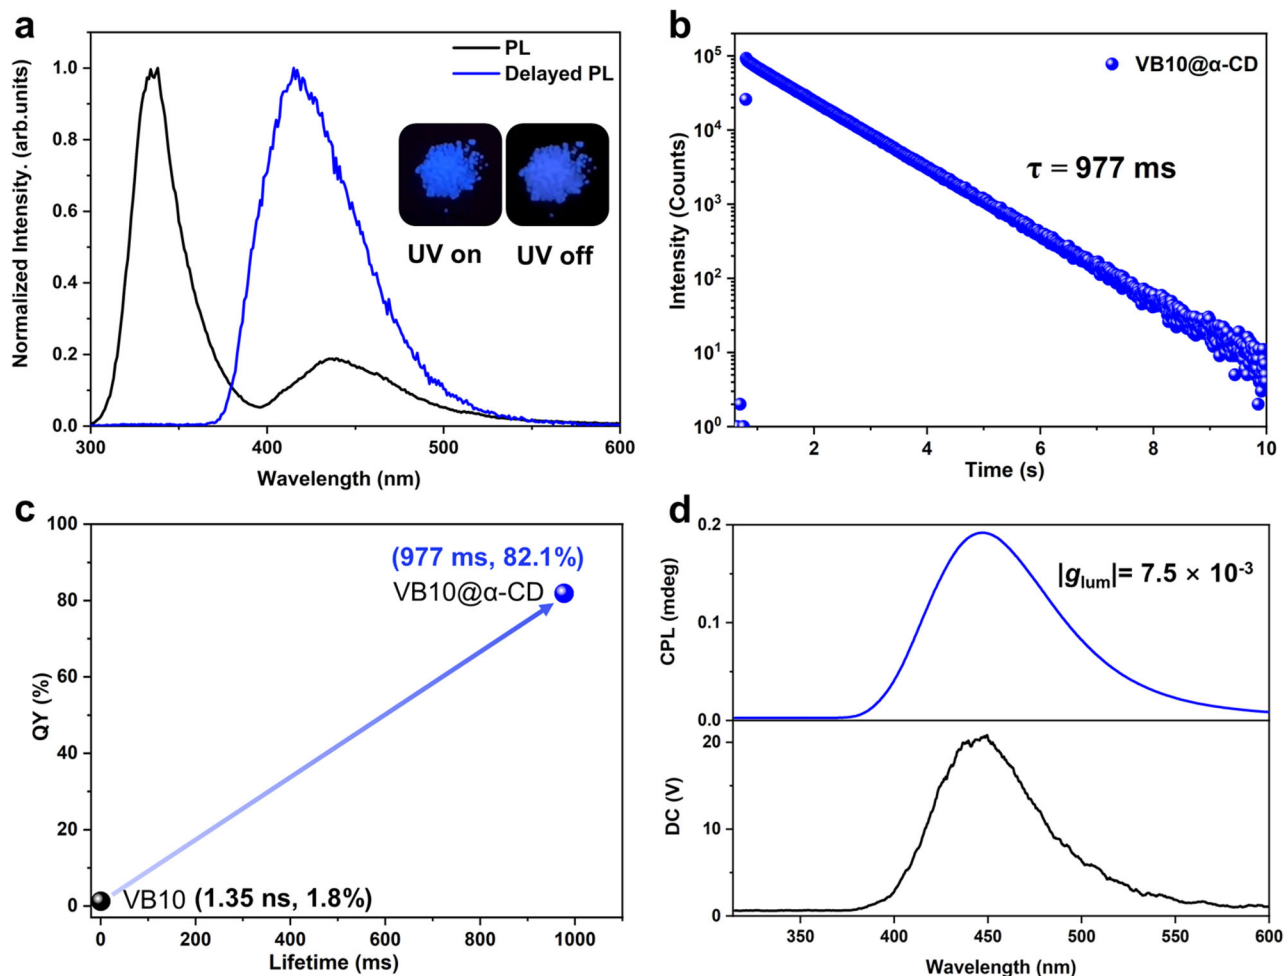 a
PL
Delayed PL
1.0
0.8
0.6
0.4
0.2
0.0
Normalized Intensity. (arb.units)
UV on UV off
300 400 500 600
Wavelength (nm)
b
10⁵
10⁴
10³
10²
10¹
10⁰
Intensity (Counts)
VB10@α-CD
τ = 977 ms
2 4 6 8 10
Time (s)
c
100
80
60
40
20
0
QY (%)
(977 ms, 82.1%)
VB10@α-CD
VB10 (1.35 ns, 1.8%)
0 200 400 600 800 1000
Lifetime (ms)
d
0.2
0.1
0.0
CPL (mdeg)
|glum|= 7.5 × 10⁻³
20
10
0
DC (V)
350 400 450 500 550 600
Wavelength (nm)